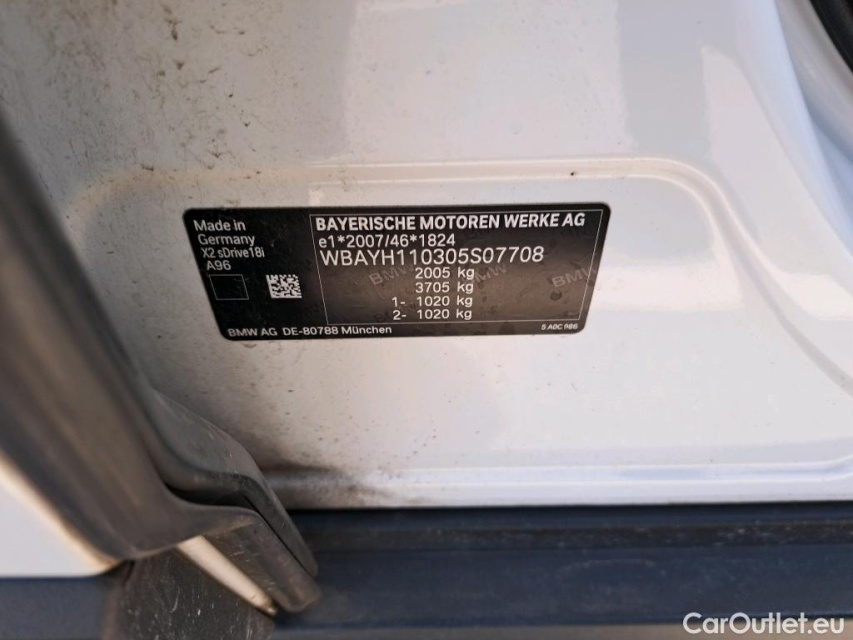 Made in
Germany
X2 sDrive18i
A96
BAYERISCHE MOTOREN WERKE AG
e1*2007/46*1824
WBAYH110305S07708
2005 kg
3705 kg
1- 1020 kg
2- 1020 kg
BMW AG DE-80788 München
CarOutlet.eu